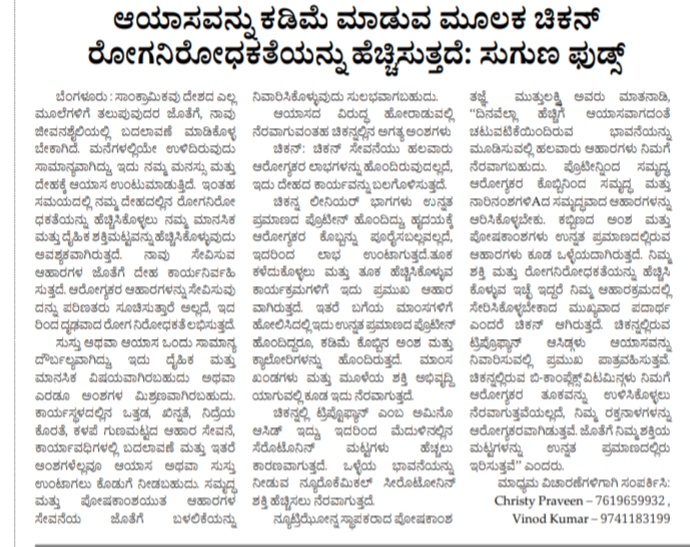 ಆಯಾಸವನ್ನು ಕಡಿಮೆ ಮಾಡುವ ಮೂಲಕ ಚಿಕನ್
ರೋಗನಿರೋಧಕತೆಯನ್ನು ಹೆಚ್ಚಿಸುತ್ತದೆ: ಸುಗುಣ ಫುಡ್ಸ್
ಬೆಂಗಳೂರು : ಸಾಂಕ್ರಾಮಿಕವು ದೇಶದ ಎಲ್ಲ
ಮೂಲೆಗಳಿಗೆ ತಲುಪುವುದರ ಜೊತೆಗೆ, ನಾವು
ಜೀವನಶೈಲಿಯಲ್ಲಿ ಬದಲಾವಣೆ ಮಾಡಿಕೊಳ್ಳ
ಬೇಕಾಗಿದೆ. ಮನೆಗಳಲ್ಲಿಯೇ ಉಳಿದಿರುವುದು
ಸಾಮಾನ್ಯವಾಗಿದ್ದು, ಇದು ನಮ್ಮ ಮನಸ್ಸು ಮತ್ತು
ದೇಹಕ್ಕೆ ಆಯಾಸ ಉಂಟುಮಾಡುತ್ತಿದೆ. ಇಂತಹ
ಸಮಯದಲ್ಲಿ ನಮ್ಮ ದೇಹದಲ್ಲಿನ ರೋಗನಿರೋ
ಧಕತೆಯನ್ನು ಹೆಚ್ಚಿಸಿಕೊಳ್ಳಲು ನಮ್ಮ ಮಾನಸಿಕ
ಮತ್ತು ದೈಹಿಕ ಶಕ್ತಿಮಟ್ಟವನ್ನು ಹೆಚ್ಚಿಸಿಕೊಳ್ಳುವುದು
ಅವಶ್ಯಕವಾಗಿರುತ್ತದೆ. ನಾವು ಸೇವಿಸುವ
ಆಹಾರಗಳ ಜೊತೆಗೆ ದೇಹ ಕಾರ್ಯನಿರ್ವಹಿ
ಸುತ್ತದೆ. ಆರೋಗ್ಯಕರ ಆಹಾರಗಳನ್ನು ಸೇವಿಸುವು
ದನ್ನು ಪರಿಣತರು ಸೂಚಿಸುತ್ತಾರೆ ಅಲ್ಲದೆ, ಇದ
ರಿಂದ ದೃಢವಾದ ರೋಗ ನಿರೋಧಕತೆ ಲಭಿಸುತ್ತದೆ.
ಸುಸ್ತು ಅಥವಾ ಆಯಾಸ ಒಂದು ಸಾಮಾನ್ಯ
ದೌರ್ಬಲ್ಯವಾಗಿದ್ದು, ಇದು ದೈಹಿಕ ಮತ್ತು
ಮಾನಸಿಕ ವಿಷಯವಾಗಿರಬಹುದು ಅಥವಾ
ಎರಡೂ ಅಂಶಗಳ ಮಿಶ್ರಣವಾಗಿರಬಹುದು.
ಕಾರ್ಯಸ್ಥಳದಲ್ಲಿನ ಒತ್ತಡ, ಖಿನ್ನತೆ, ನಿದ್ರೆಯ
ಕೊರತೆ, ಕಳಪೆ ಗುಣಮಟ್ಟದ ಆಹಾರ ಸೇವನೆ,
ಕಾರ್ಯಾವಧಿಗಳಲ್ಲಿ ಬದಲಾವಣೆ ಮತ್ತು ಇತರೆ
ಅಂಶಗಳೆಲ್ಲವೂ ಆಯಾಸ ಅಥವಾ ಸುಸ್ತು
ಉಂಟಾಗಲು ಕೊಡುಗೆ ನೀಡಬಹುದು. ಸಮೃದ್ಧ
ಮತ್ತು ಪೋಷಕಾಂಶಯುತ ಆಹಾರಗಳ
ಸೇವನೆಯ ಜೊತೆಗೆ ಬಳಲಿಕೆಯನ್ನು
ನಿವಾರಿಸಿಕೊಳ್ಳುವುದು ಸುಲಭವಾಗಬಹುದು.
ಆಯಾಸದ ವಿರುದ್ಧ ಹೋರಾಡುವಾಗ್ಲಿ
ನೆರವಾಗುವಂತಹ ಚಿಕನ್ನಲ್ಲಿನ ಅಗತ್ಯ ಅಂಶಗಳು
ಚಿಕನ್: ಚಿಕನ್ ಸೇವನೆಯು ಹಲವಾರು
ಆರೋಗ್ಯಕರ ಲಾಭಗಳನ್ನು ಹೊಂದಿರುವುದಲ್ಲದೆ,
ಇದು ದೇಹದ ಕಾರ್ಯವನ್ನು ಬಲಗೊಳಿಸುತ್ತದೆ.
ಚಿಕನ್ನ ಲೀನಿಯರ್ ಭಾಗಗಳು ಉನ್ನತ
ಪ್ರಮಾಣದ ಪ್ರೊಟೀನ್ ಹೊಂದಿದ್ದು, ಹೃದಯಕ್ಕೆ
ಆರೋಗ್ಯಕರ ಕೊಬ್ಬನ್ನು ಪೂರೈಸಬಲ್ಲವಲ್ಲದೆ,
ಇದರಿಂದ ಲಾಭ ಉಂಟಾಗುತ್ತದೆ.ತೂಕ
ಕಳೆದುಕೊಳ್ಳಲು ಮತ್ತು ತೂಕ ಹೆಚ್ಚಿಸಿಕೊಳ್ಳುವ
ಕಾರ್ಯಕ್ರಮಗಳಿಗೆ ಇದು ಪ್ರಮುಖ ಆಹಾರ
ವಾಗಿರುತ್ತದೆ. ಇತರೆ ಬಗೆಯ ಮಾಂಸಗಳಿಗೆ
ಹೋಲಿಸಿದಲ್ಲಿ ಇದು ಉನ್ನತ ಪ್ರಮಾಣದ ಪ್ರೊಟೀನ್
ಹೊಂದಿದ್ದರೂ, ಕಡಿಮೆ ಕೊಬ್ಬಿನ ಅಂಶ ಮತ್ತು
ಕ್ಯಾಲೋರಿಗಳನ್ನು ಹೊಂದಿರುತ್ತದೆ. ಮಾಂಸ
ಖಂಡಗಳು ಮತ್ತು ಮೂಳೆಯ ಶಕ್ತಿ ಅಭಿವೃದ್ಧಿ
ಯಾಗುವಲ್ಲಿ ಕೂಡ ಇದು ನೆರವಾಗುತ್ತದೆ.
ಚಿಕನ್ನಲ್ಲಿ ಟ್ರಿಪ್ಟೊಫ್ಯಾನ್ ಎಂಬ ಅಮಿನೊ
ಆಸಿಡ್ ಇದ್ದು, ಇದರಿಂದ ಮೆದುಳಿನಲ್ಲಿನ
ಸೆರೊಟೊನಿನ್ ಮಟ್ಟಗಳು ಹೆಚ್ಚಲು
ಕಾರಣವಾಗುತ್ತದೆ. ಒಳ್ಳೆಯ ಭಾವನೆಯನ್ನು
ನೀಡುವ ನ್ಯೂರೊಕೆಮಿಕಲ್ ಸೀರೊಟೋನಿನ್
ಶಕ್ತಿ ಹೆಚ್ಚಿಸಲು ನೆರವಾಗುತ್ತದೆ.
ನ್ಯೂಟ್ರಿಝೋನ್ನ ಸ್ಥಾಪಕರಾದ ಪೋಷಕಾಂಶ
ತಜ್ಞೆ ಮುತ್ತುಲಕ್ಷ್ಮಿ ಅವರು ಮಾತನಾಡಿ,
"ದಿನವೆಲ್ಲಾ ಹೆಚ್ಚಿಗೆ ಆಯಾಸವಾಗದಂತೆ
ಚಟುವಟಿಕೆಯಿಂದಿರುವ ಭಾವನೆಯನ್ನು
ಮೂಡಿಸುವಲ್ಲಿ ಹಲವಾರು ಆಹಾರಗಳು ನಿಮಗೆ
ನೆರವಾಗಬಹುದು. ಪ್ರೊಟೀನ್ನಿಂದ ಸಮೃದ್ಧ
ಆರೋಗ್ಯಕರ ಕೊಬ್ಬಿನಿಂದ ಸಮೃದ್ಧ ಮತ್ತು
ನಾರಿನಂಶಗಳAದ ಸಮೃದ್ಧವಾದ ಆಹಾರಗಳನ್ನು
ಆರಿಸಿಕೊಳ್ಳಬೇಕು. ಕಬ್ಬಿಣದ ಅಂಶ ಮತ್ತು
ಪೋಷಕಾಂಶಗಳು ಉನ್ನತ ಪ್ರಮಾಣದಲ್ಲಿರುವ
ಆಹಾರಗಳು ಕೂಡ ಒಳ್ಳೆಯದಾಗಿರುತ್ತದೆ. ನಿಮ್ಮ
ಶಕ್ತಿ ಮತ್ತು ರೋಗನಿರೋಧಕತೆಯನ್ನು ಹೆಚ್ಚಿಸಿ
ಕೊಳ್ಳುವ ಇಚ್ಛೆ ಇದ್ದರೆ ನಿಮ್ಮ ಆಹಾರಕ್ರಮದಲ್ಲಿ
ಸೇರಿಸಿಕೊಳ್ಳಬೇಕಾದ ಮುಖ್ಯವಾದ ಪದಾರ್ಥ
ಎಂದರೆ ಚಿಕನ್ ಆಗಿರುತ್ತದೆ. ಚಿಕನ್ನಲ್ಲಿರುವ
ಟ್ರಿಪ್ಟೊಫ್ಯಾನ್ ಆಸಿಡ್ಗಳು ಆಯಾಸವನ್ನು
ನಿವಾರಿಸುವಲ್ಲಿ ಪ್ರಮುಖ ಪಾತ್ರವಹಿಸುತ್ತವೆ.
ಚಿಕನ್ನಲ್ಲಿರುವ ಬಿ-ಕಾಂಪ್ಲೆಕ್ಸ್ ವಿಟಮಿನ್ಗಳು ನಿಮಗೆ
ಆರೋಗ್ಯಕರ ತೂಕವನ್ನು ಉಳಿಸಿಕೊಳ್ಳಲು
ನೆರವಾಗುತ್ತವೆಯಲ್ಲದೆ, ನಿಮ್ಮ ರಕ್ತನಾಳಗಳನ್ನು
ಆರೋಗ್ಯಕರವಾಗಿಡುತ್ತವೆ. ಜೊತೆಗೆ ನಿಮ್ಮ ಶಕ್ತಿಯ
ಮಟ್ಟಗಳನ್ನು ಉನ್ನತ ಪ್ರಮಾಣದಲ್ಲಿರು
ಇರಿಸುತ್ತವೆ" ಎಂದರು.
ಮಾಧ್ಯಮ ವಿಚಾರಣೆಗಳಿಗಾಗಿ ಸಂಪರ್ಕಿಸಿ:
Christy Praveen – 7619659932 ,
Vinod Kumar – 9741183199